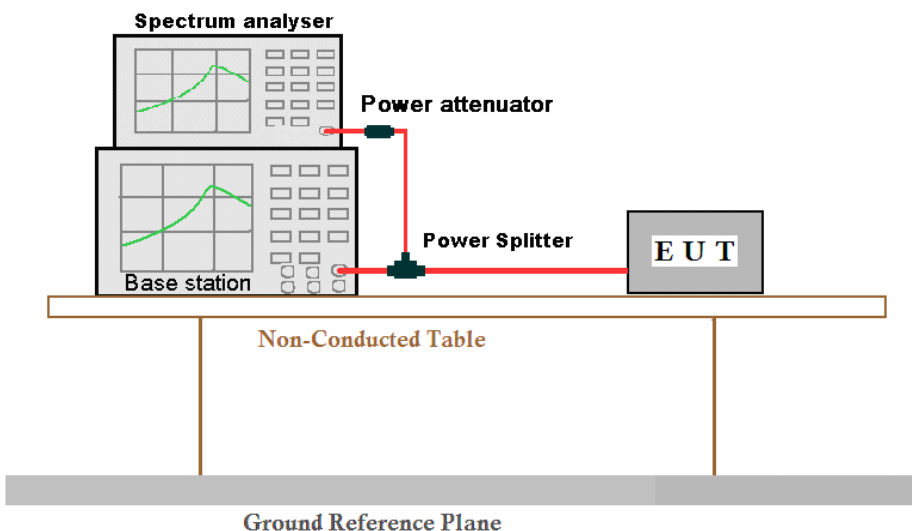 Spectrum analyser
Power attenuator
Power Splitter
E U T
Base station
Non-Conducted Table
Ground Reference Plane